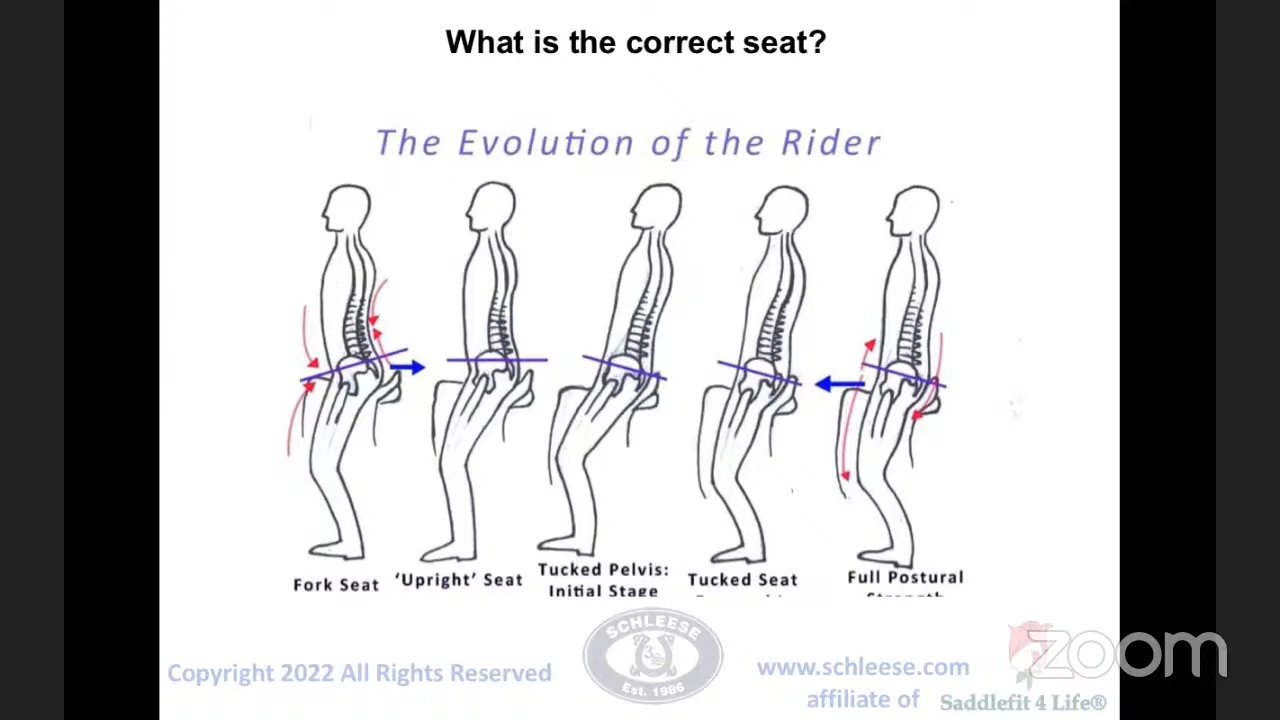 What is the correct seat?
The Evolution of the Rider
Fork Seat
'Upright' Seat
Tucked Pelvis:
Initial Stage
Tucked Seat
Full Postural
Strength
SCHLEESE
Est. 1986
Copyright 2022 All Rights Reserved
www.schleese.com
affiliate of Saddlefit 4 Life®
zoom